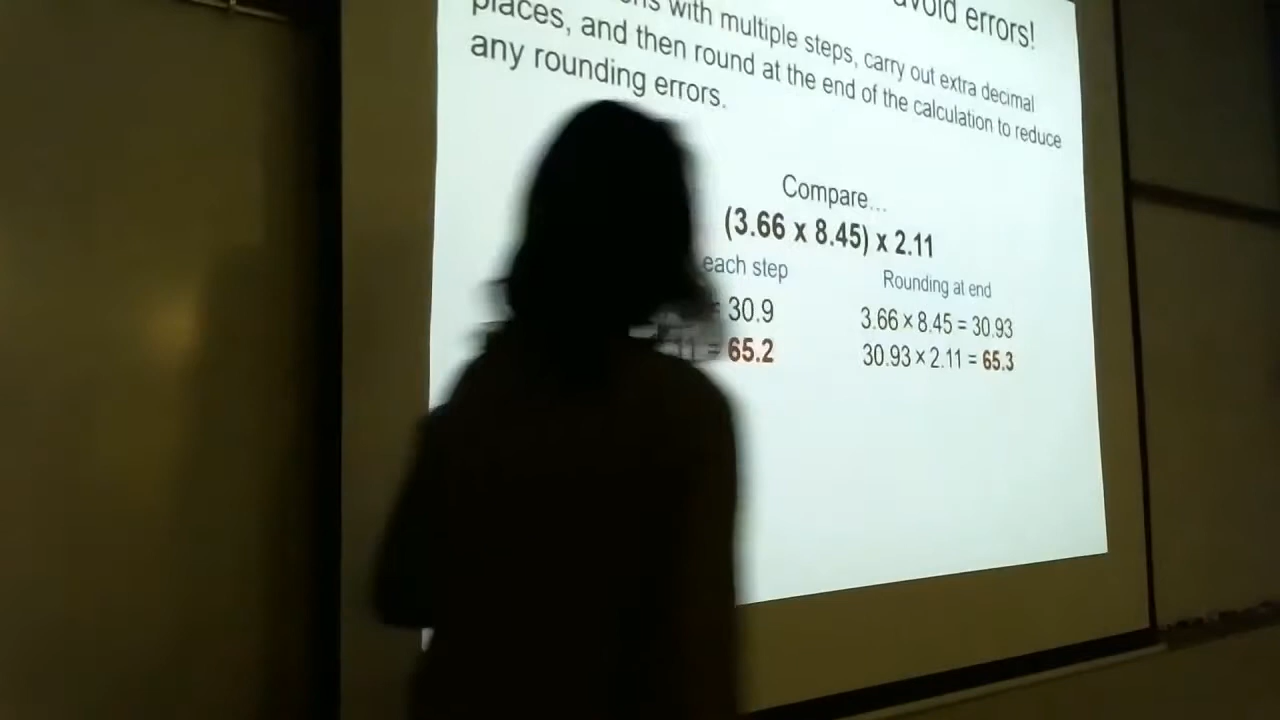 avoid errors!
with multiple steps, carry out extra decimal
places, and then round at the end of the calculation to reduce
any rounding errors.
Compare...
(3.66 x 8.45) x 2.11
each step
Rounding at end
= 30.9
3.66 × 8.45 = 30.93
= 65.2
30.93 × 2.11 = 65.3